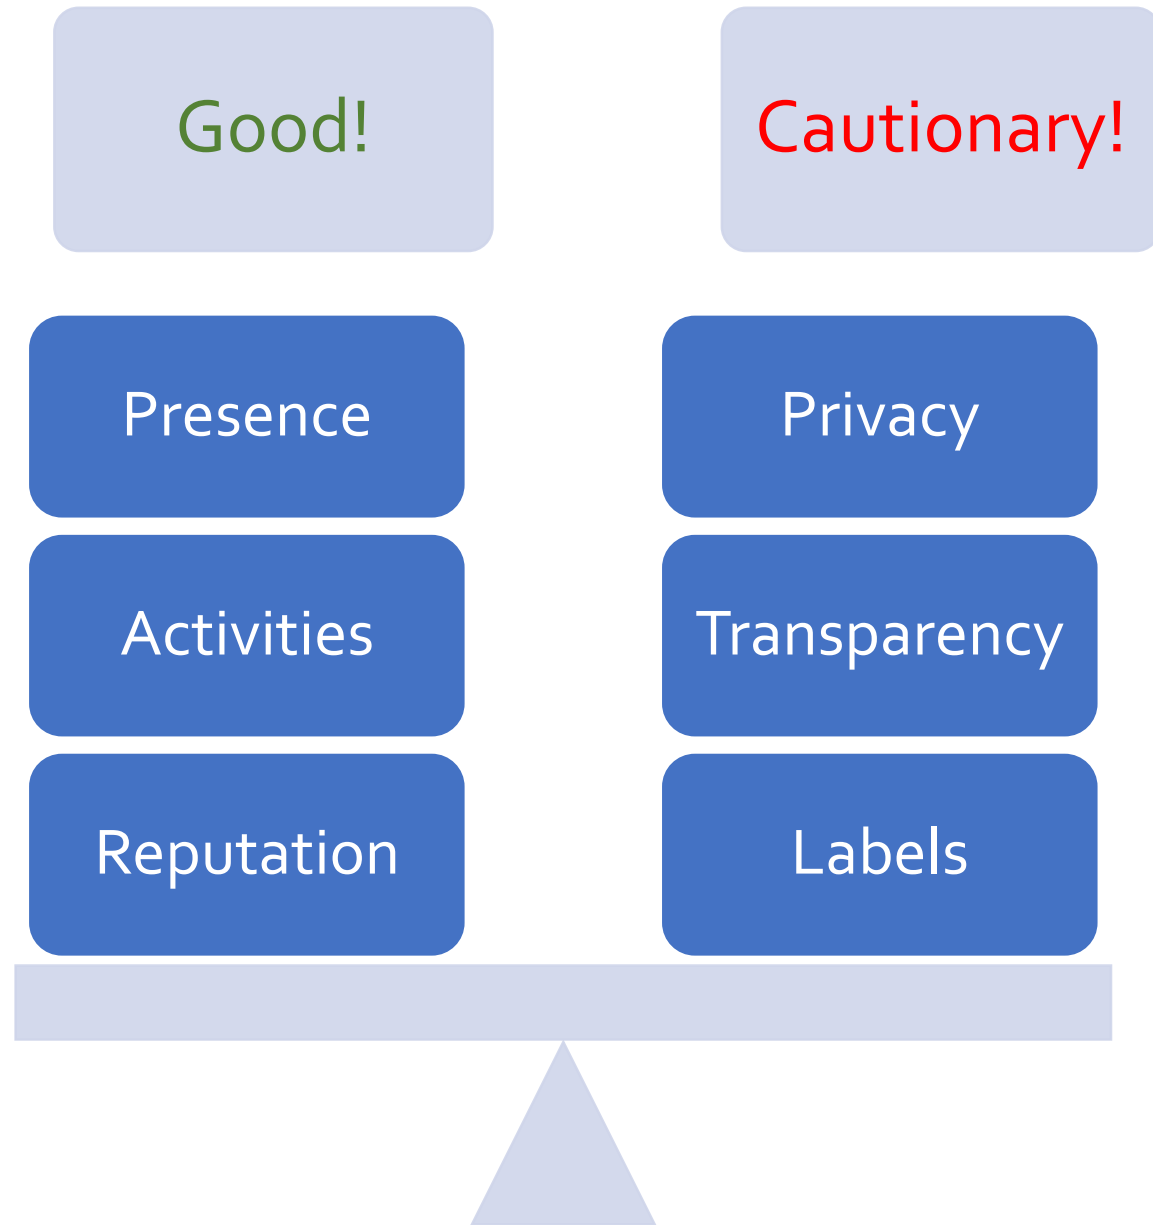 Good!
Cautionary!
Presence
Privacy
Activities
Transparency
Reputation
Labels